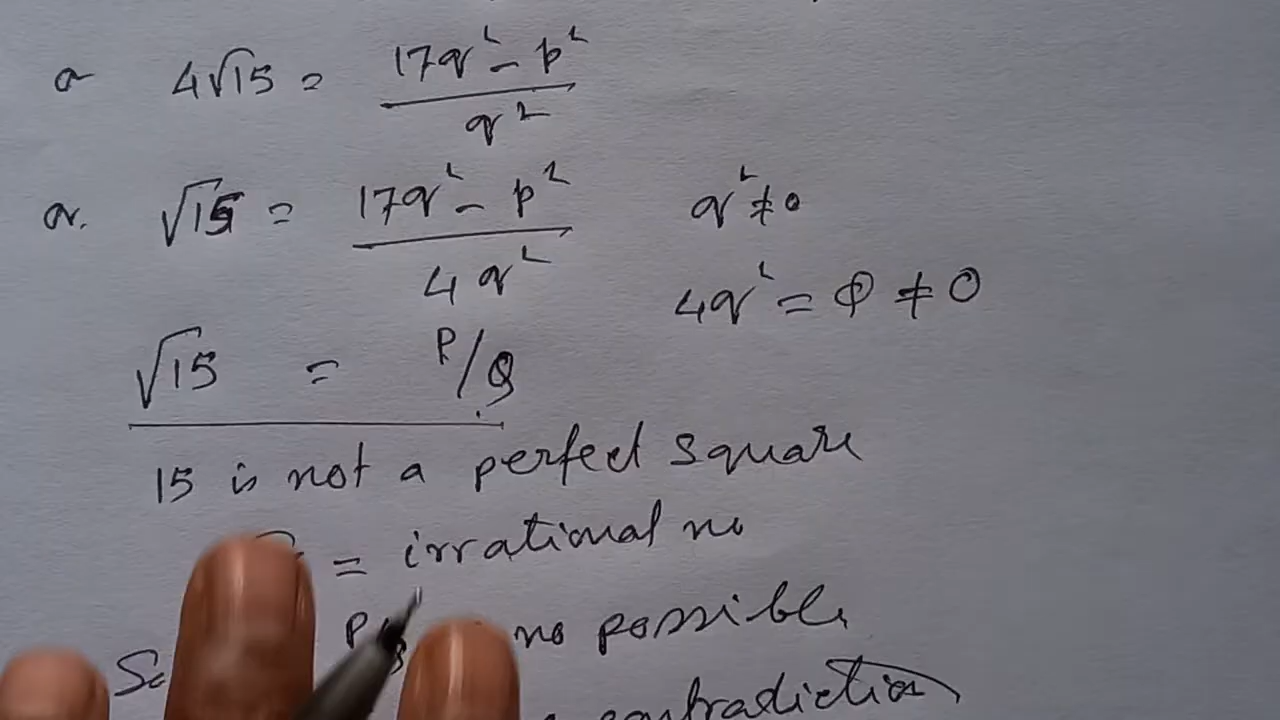 or 4√15 = (17q² - p²) / q²
or. √15 = (17q² - p²) / 4q² q² ≠ 0
4q² = Q ≠ 0
√15 = P/Q
15 is not a perfect square
= irrational no
P no possible
contradiction